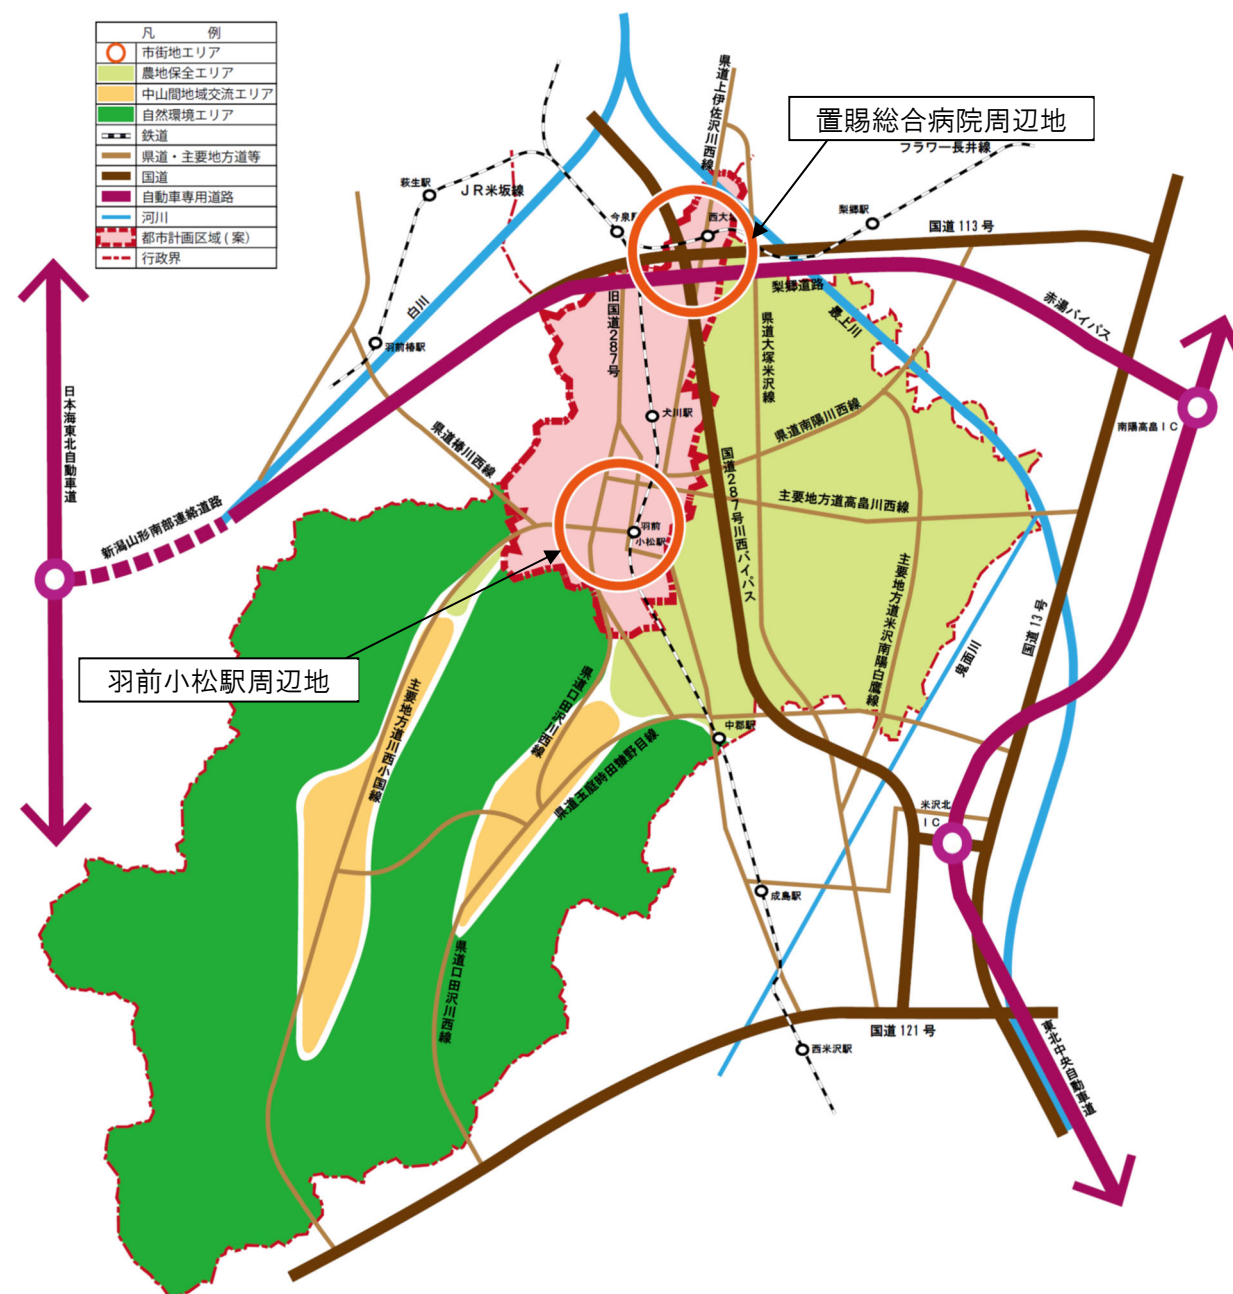 凡　　　例
市街地エリア
農地保全エリア
中山間地域交流エリア
自然環境エリア
鉄道
県道・主要地方道等
国道
自動車専用道路
河川
都市計画区域(案)
行政界
県道上伊佐沢川西線
置賜総合病院周辺地
フラワー長井線
萩生駅
JR米坂線
今泉駅
西大塚
梨郷駅
国道113号
白川
旧国道287号
梨郷道路
最上川
赤湯バイパス
羽前椿駅
県道大塚米沢線
日本海東北自動車道
犬川駅
県道南陽川西線
南陽高畠IC
県道椿川西線
国道287号川西バイパス
主要地方道高畠川西線
新潟山形南部連絡道路
羽前
小松駅
主要地方道米沢南陽白鷹線
国道13号
鬼面川
羽前小松駅周辺地
主要地方道川西小国線
県道口田沢川西線
中郡駅
県道玉庭時田糠野目線
米沢北
IC
成島駅
県道口田沢川西線
国道121号
西米沢駅
東北中央自動車道